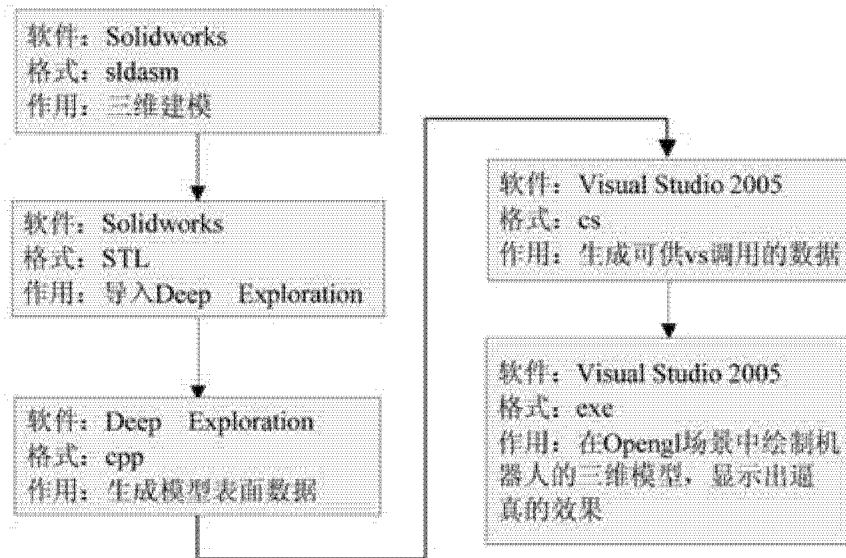 软件：Solidworks
格式：sldasm
作用：三维建模
软件：Solidworks
格式：STL
作用：导入Deep Exploration
软件：Deep Exploration
格式：cpp
作用：生成模型表面数据
软件：Visual Studio 2005
格式：cs
作用：生成可供vs调用的数据
软件：Visual Studio 2005
格式：exe
作用：在Opengl场景中绘制机
器人的三维模型，显示出逼
真的效果